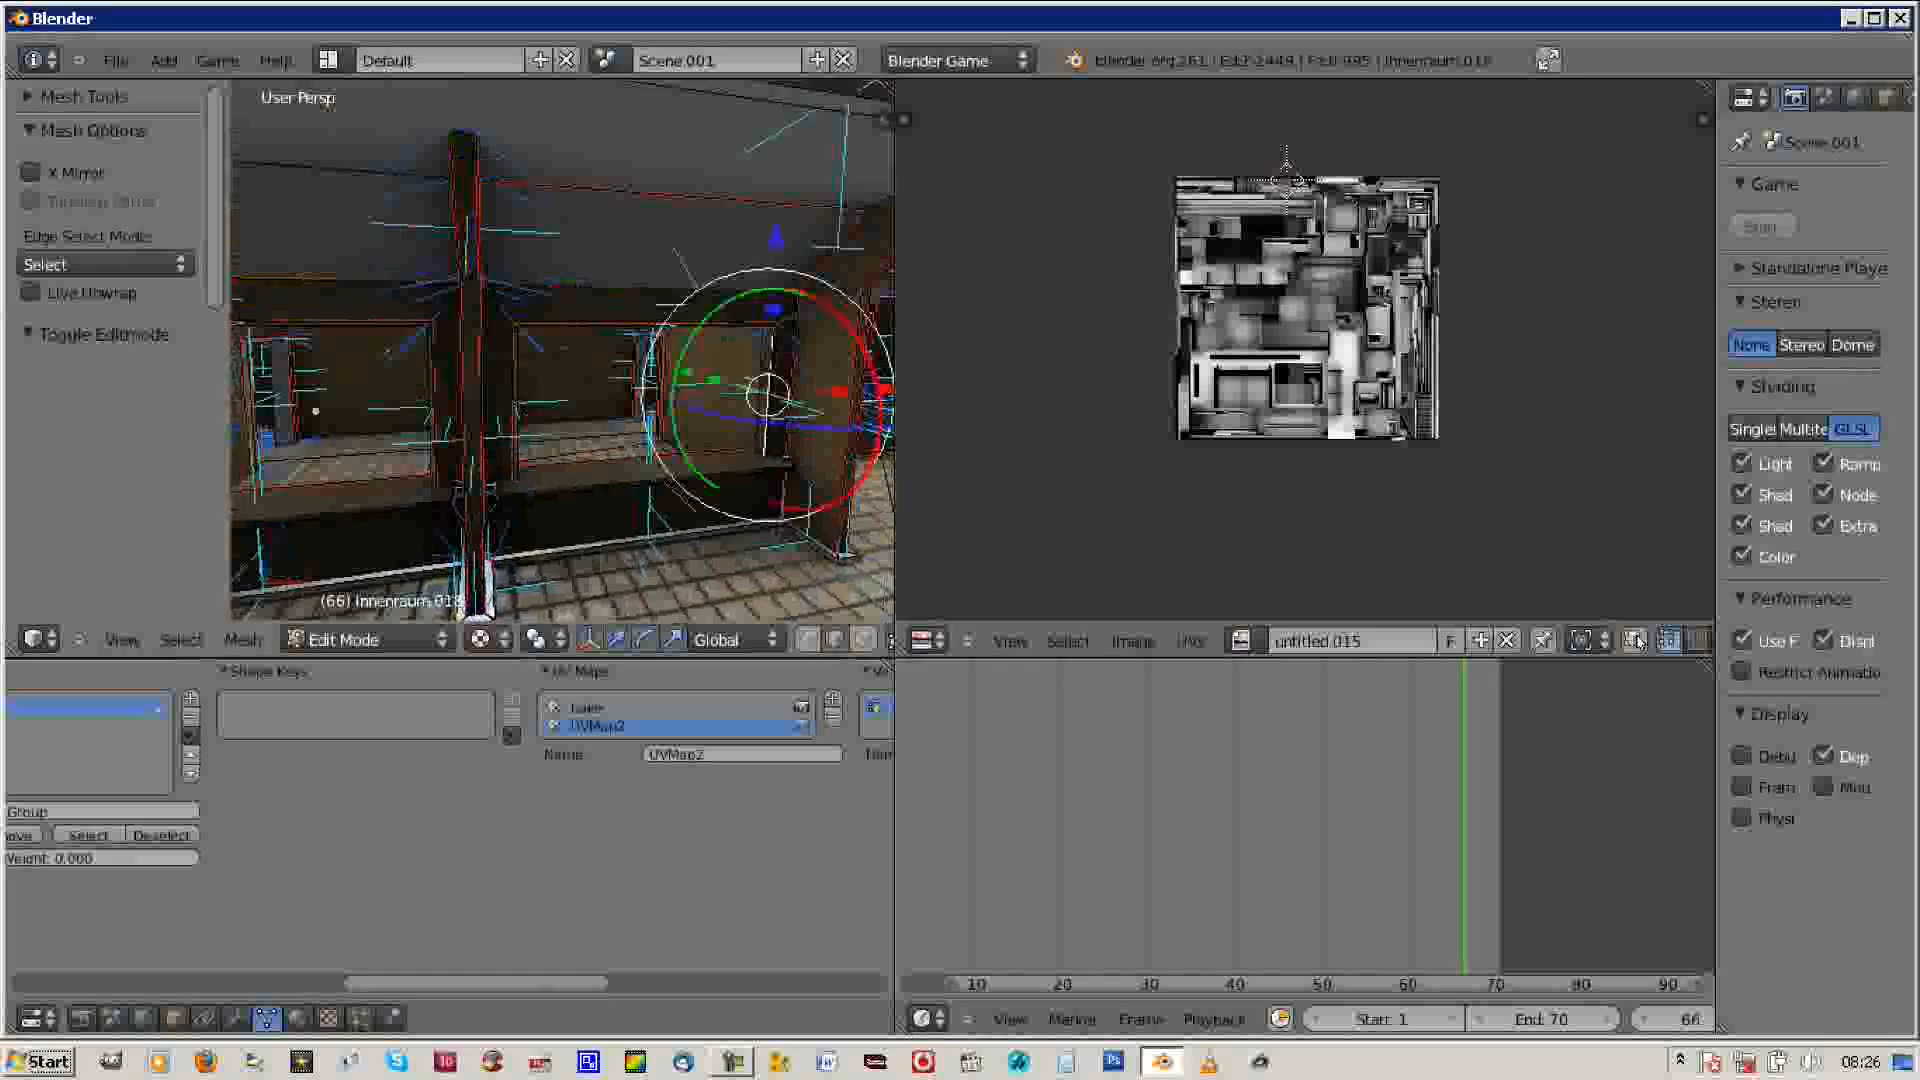 Blender
File Add Game Help Default Scene.001 Blender Game
Mesh Tools
Mesh Options
X Mirror
Edge Select Mode:
Select
Live Unwrap
Toggle Editmode
User Persp
(66) Innenraum.018
View Select Mesh Edit Mode Global
View Select Image UVs untitled.015 F
Scene.001
Game
Start
Standalone Playe
Stereo
None Stereo Dome
Shading
Singlel Multite GLSL
Light Ramp
Shad Node
Shad Extra
Color
Performance
Use F Displ
Restrict Animatio
Display
Debu Dep
Fram Mou
Physi
Shape Keys
UV Maps
UVMap2
Name: UVMap2
Group
ove Select Deselect
Weight: 0.000
10 20 30 40 50 60 70 80 90
View Marker Frame Playback Start: 1 End: 70 66
Start
08:26